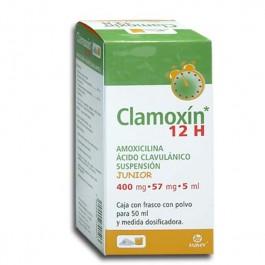 Clamoxín*
12 H
AMOXICILINA
ÁCIDO CLAVULÁNICO
SUSPENSIÓN
JUNIOR
400 mg • 57 mg • 5 ml
Caja con frasco con polvo
para 50 ml
y medida dosificadora.